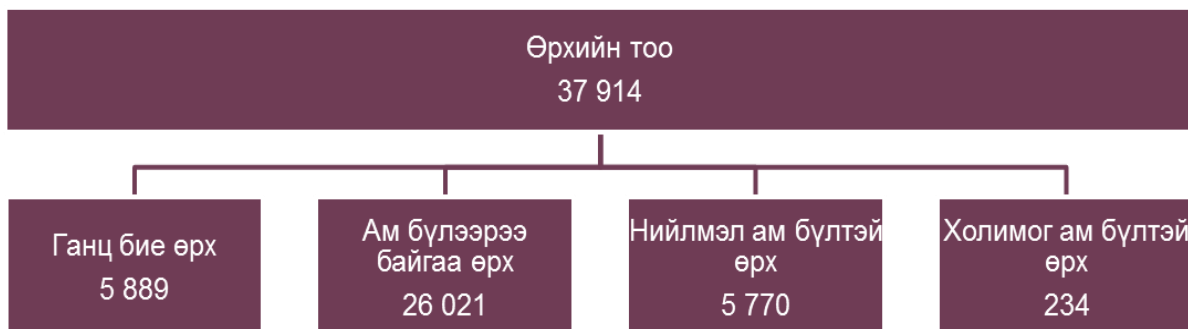 Өрхийн тоо
37 914
Ганц бие өрх
5 889
Ам бүлээрээ
байгаа өрх
26 021
Нийлмэл ам бүлтэй
өрх
5 770
Холимог ам бүлтэй
өрх
234